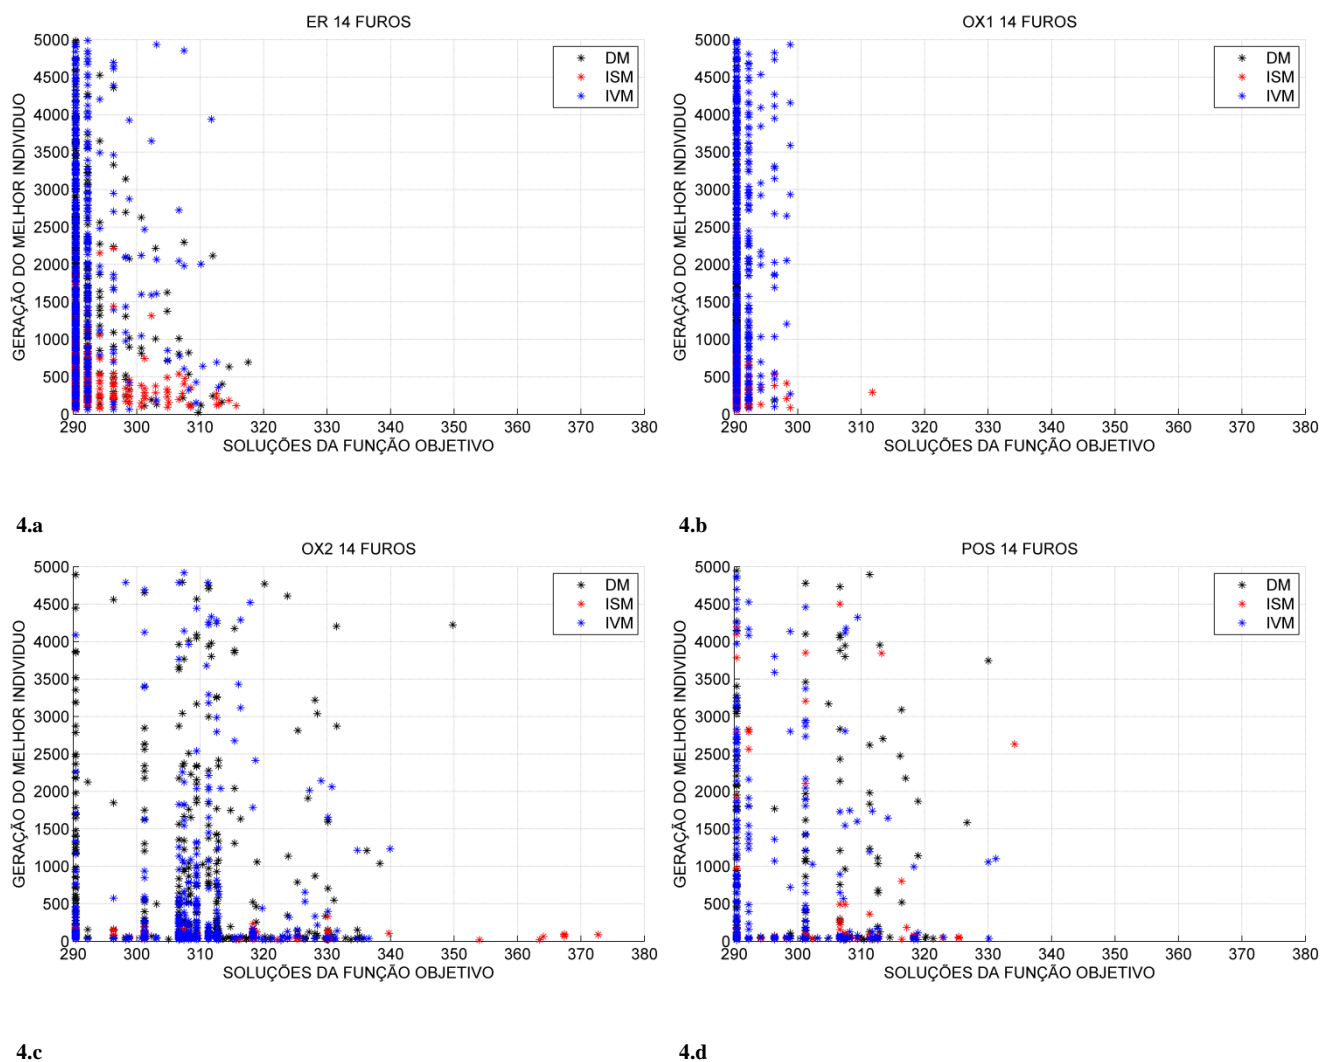 ER 14 FUROS
5000
4500
4000
3500
3000
2500
2000
1500
1000
500
0
GERAÇÃO DO MELHOR INDIVIDUO
DM
ISM
IVM
290 300 310 320 330 340 350 360 370 380
SOLUÇÕES DA FUNÇÃO OBJETIVO
4.a
OX1 14 FUROS
5000
4500
4000
3500
3000
2500
2000
1500
1000
500
0
GERAÇÃO DO MELHOR INDIVIDUO
DM
ISM
IVM
290 300 310 320 330 340 350 360 370 380
SOLUÇÕES DA FUNÇÃO OBJETIVO
4.b
OX2 14 FUROS
5000
4500
4000
3500
3000
2500
2000
1500
1000
500
0
GERAÇÃO DO MELHOR INDIVIDUO
DM
ISM
IVM
290 300 310 320 330 340 350 360 370 380
SOLUÇÕES DA FUNÇÃO OBJETIVO
4.c
POS 14 FUROS
5000
4500
4000
3500
3000
2500
2000
1500
1000
500
0
GERAÇÃO DO MELHOR INDIVIDUO
DM
ISM
IVM
290 300 310 320 330 340 350 360 370 380
SOLUÇÕES DA FUNÇÃO OBJETIVO
4.d